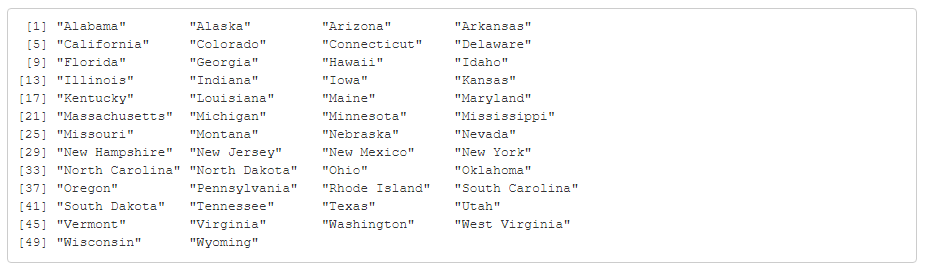 [1] "Alabama" "Alaska" "Arizona" "Arkansas"
[5] "California" "Colorado" "Connecticut" "Delaware"
[9] "Florida" "Georgia" "Hawaii" "Idaho"
[13] "Illinois" "Indiana" "Iowa" "Kansas"
[17] "Kentucky" "Louisiana" "Maine" "Maryland"
[21] "Massachusetts" "Michigan" "Minnesota" "Mississippi"
[25] "Missouri" "Montana" "Nebraska" "Nevada"
[29] "New Hampshire" "New Jersey" "New Mexico" "New York"
[33] "North Carolina" "North Dakota" "Ohio" "Oklahoma"
[37] "Oregon" "Pennsylvania" "Rhode Island" "South Carolina"
[41] "South Dakota" "Tennessee" "Texas" "Utah"
[45] "Vermont" "Virginia" "Washington" "West Virginia"
[49] "Wisconsin" "Wyoming"